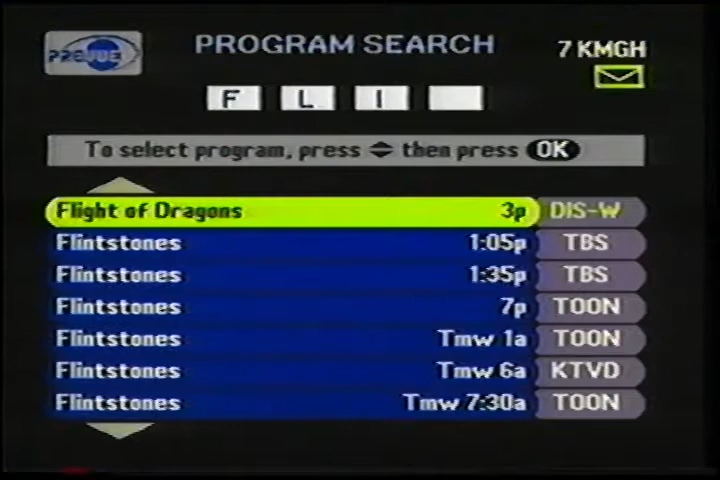 PREVUE
PROGRAM SEARCH
7 KMGH
F L I
To select program, press then press OK
Flight of Dragons 3p DIS-W
Flintstones 1:05p TBS
Flintstones 1:35p TBS
Flintstones 7p TOON
Flintstones Tmw 1a TOON
Flintstones Tmw 6a KTVD
Flintstones Tmw 7:30a TOON